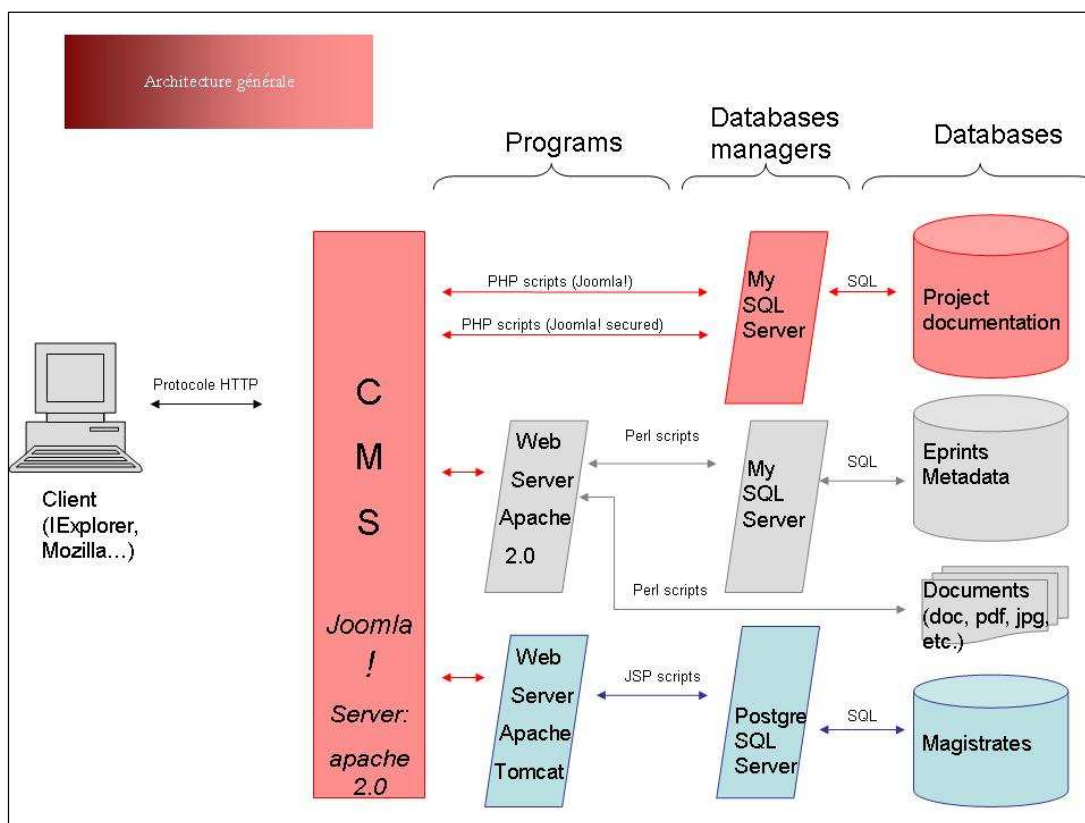 Architecture générale
Programs
Databases
managers
Databases
PHP scripts (Joomla!)
PHP scripts (Joomla! secured)
My
SQL
Server
SQL
Project
documentation
Protocole HTTP
Client
(IExplorer,
Mozilla...)
C
M
S
Joomla
!
Server:
apache
2.0
Web
Server
Apache
2.0
Perl scripts
My
SQL
Server
SQL
Eprints
Metadata
Perl scripts
Documents
(doc, pdf, jpg,
etc.)
Web
Server
Apache
Tomcat
JSP scripts
Postgre
SQL
Server
SQL
Magistrates